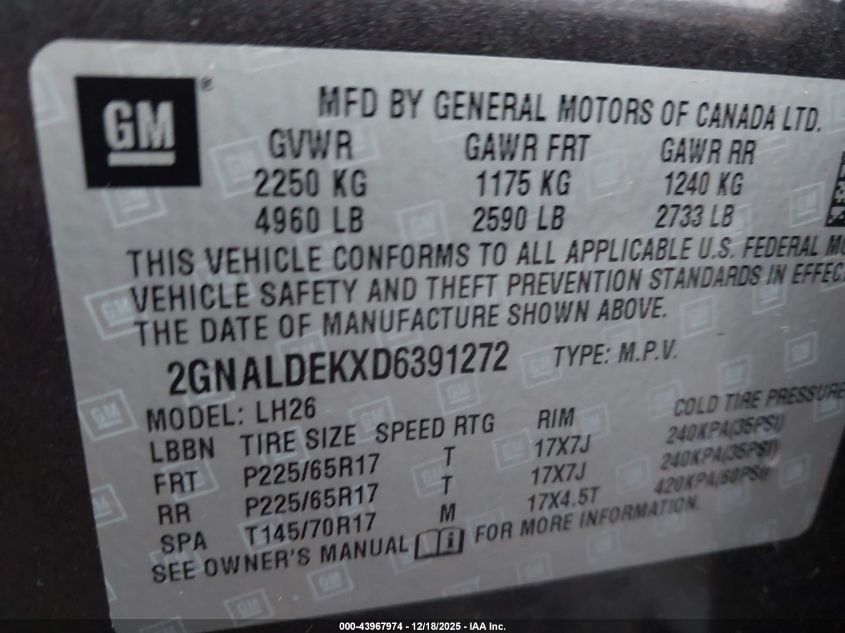 GM ®
MFD BY GENERAL MOTORS OF CANADA LTD.
GVWR GAWR FRT GAWR RR
2250 KG 1175 KG 1240 KG
4960 LB 2590 LB 2733 LB
THIS VEHICLE CONFORMS TO ALL APPLICABLE U.S. FEDERAL
VEHICLE SAFETY AND THEFT PREVENTION STANDARDS IN
THE DATE OF MANUFACTURE SHOWN ABOVE.
2GNALDEKXD6391272 TYPE: M.P.V.
MODEL: LH26
LBBN TIRE SIZE SPEED RTG RIM COLD TIRE PRESSURE
FRT P225/65R17 T 17X7J 240KPA(35PSI)
RR P225/65R17 T 17X7J 240KPA(35PSI)
SPA T145/70R17 M 17X4.5T 420KPA(60PSI)
SEE OWNER'S MANUAL i FOR MORE INFORMATION.
000-43967974 - 12/18/2025 - IAA Inc.